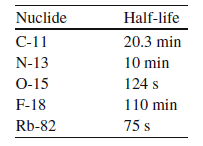 Nuclide Half-life
C-11 20.3 min
N-13 10 min
O-15 124 s
F-18 110 min
Rb-82 75 s